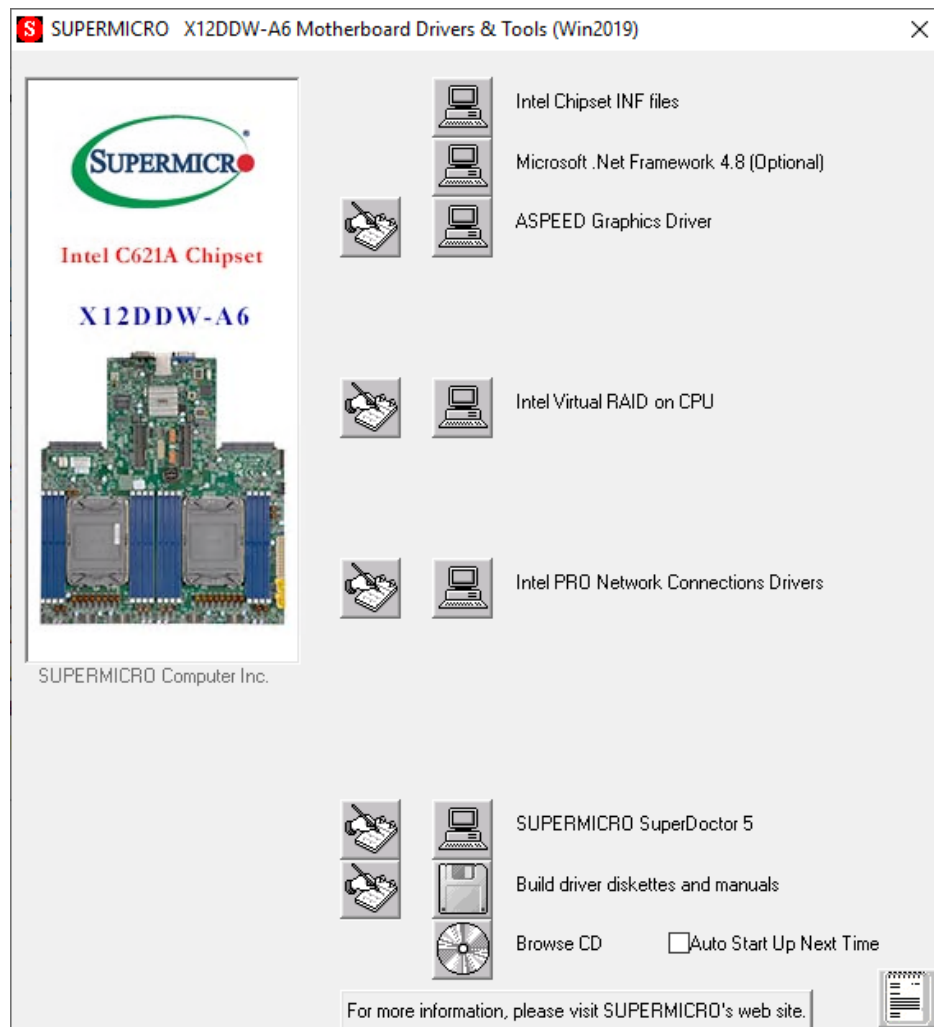 S SUPERMICRO X12DDW-A6 Motherboard Drivers & Tools (Win2019)
SUPERMICR
Intel C621A Chipset
X12DDW-A6
SUPERMICRO Computer Inc.
Intel Chipset INF files
Microsoft .Net Framework 4.8 (Optional)
ASPEED Graphics Driver
Intel Virtual RAID on CPU
Intel PRO Network Connections Drivers
SUPERMICRO SuperDoctor 5
Build driver diskettes and manuals
Browse CD Auto Start Up Next Time
For more information, please visit SUPERMICRO's web site.